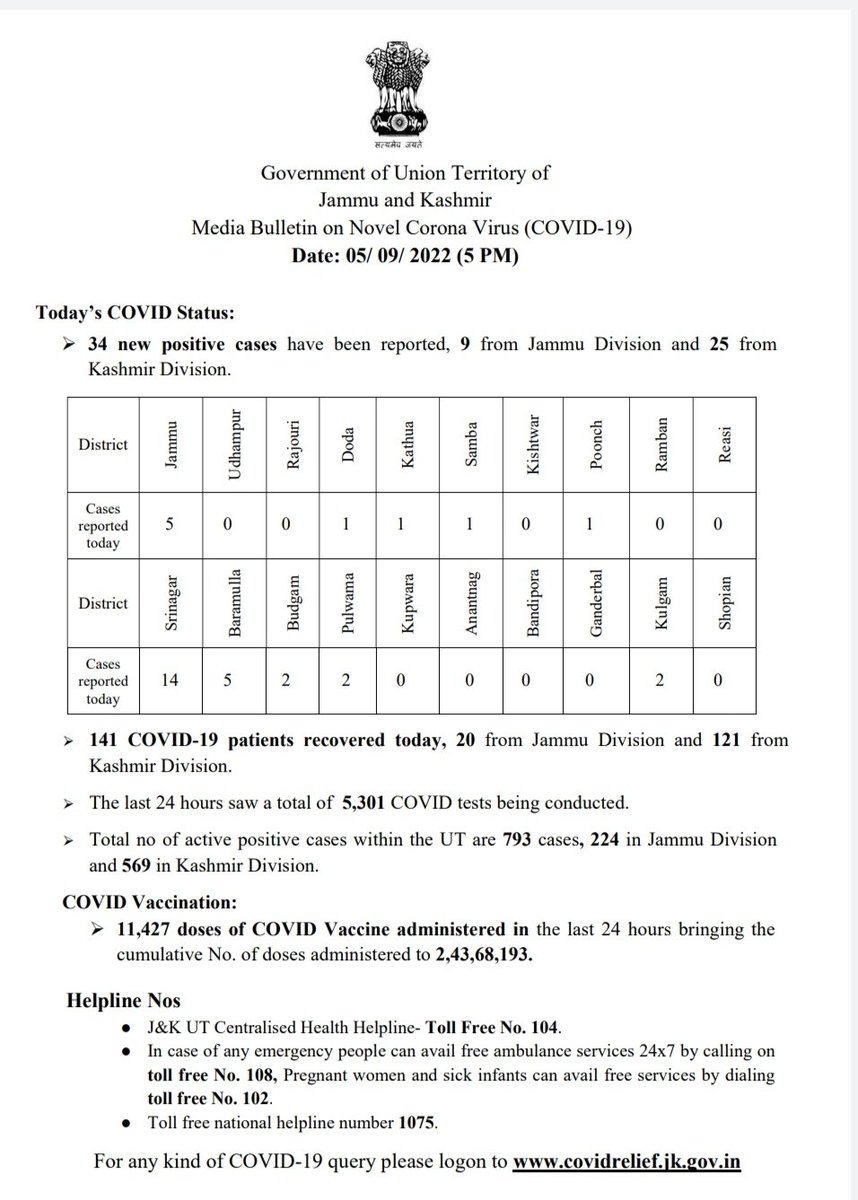 सत्यमेव जयते
Government of Union Territory of
Jammu and Kashmir
Media Bulletin on Novel Corona Virus (COVID-19)
Date: 05/ 09/ 2022 (5 PM)
Today’s COVID Status:
➢ 34 new positive cases have been reported, 9 from Jammu Division and 25 from
Kashmir Division.
District Jammu Udhampur Rajouri Doda Kathua Samba Kishtwar Poonch Ramban Reasi
Cases
reported
today 5 0 0 1 1 1 0 1 0 0
District Srinagar Baramulla Budgam Pulwama Kupwara Anantnag Bandipora Ganderbal Kulgam Shopian
Cases
reported
today 14 5 2 2 0 0 0 0 2 0
➢ 141 COVID-19 patients recovered today, 20 from Jammu Division and 121 from
Kashmir Division.
➢ The last 24 hours saw a total of 5,301 COVID tests being conducted.
➢ Total no of active positive cases within the UT are 793 cases, 224 in Jammu Division
and 569 in Kashmir Division.
COVID Vaccination:
➢ 11,427 doses of COVID Vaccine administered in the last 24 hours bringing the
cumulative No. of doses administered to 2,43,68,193.
Helpline Nos
● J&K UT Centralised Health Helpline- Toll Free No. 104.
● In case of any emergency people can avail free ambulance services 24x7 by calling on
toll free No. 108, Pregnant women and sick infants can avail free services by dialing
toll free No. 102.
● Toll free national helpline number 1075.
For any kind of COVID-19 query please logon to www.covidrelief.jk.gov.in